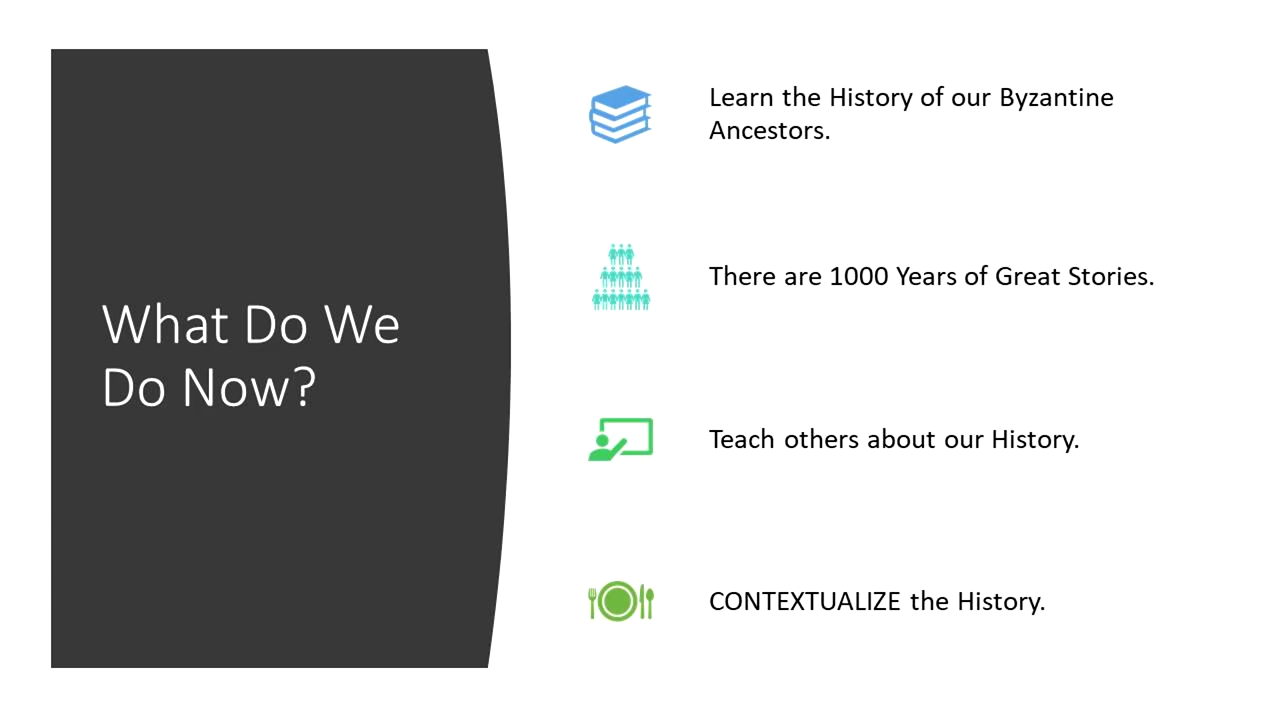 What Do We
Do Now?
Learn the History of our Byzantine
Ancestors.
There are 1000 Years of Great Stories.
Teach others about our History.
CONTEXTUALIZE the History.